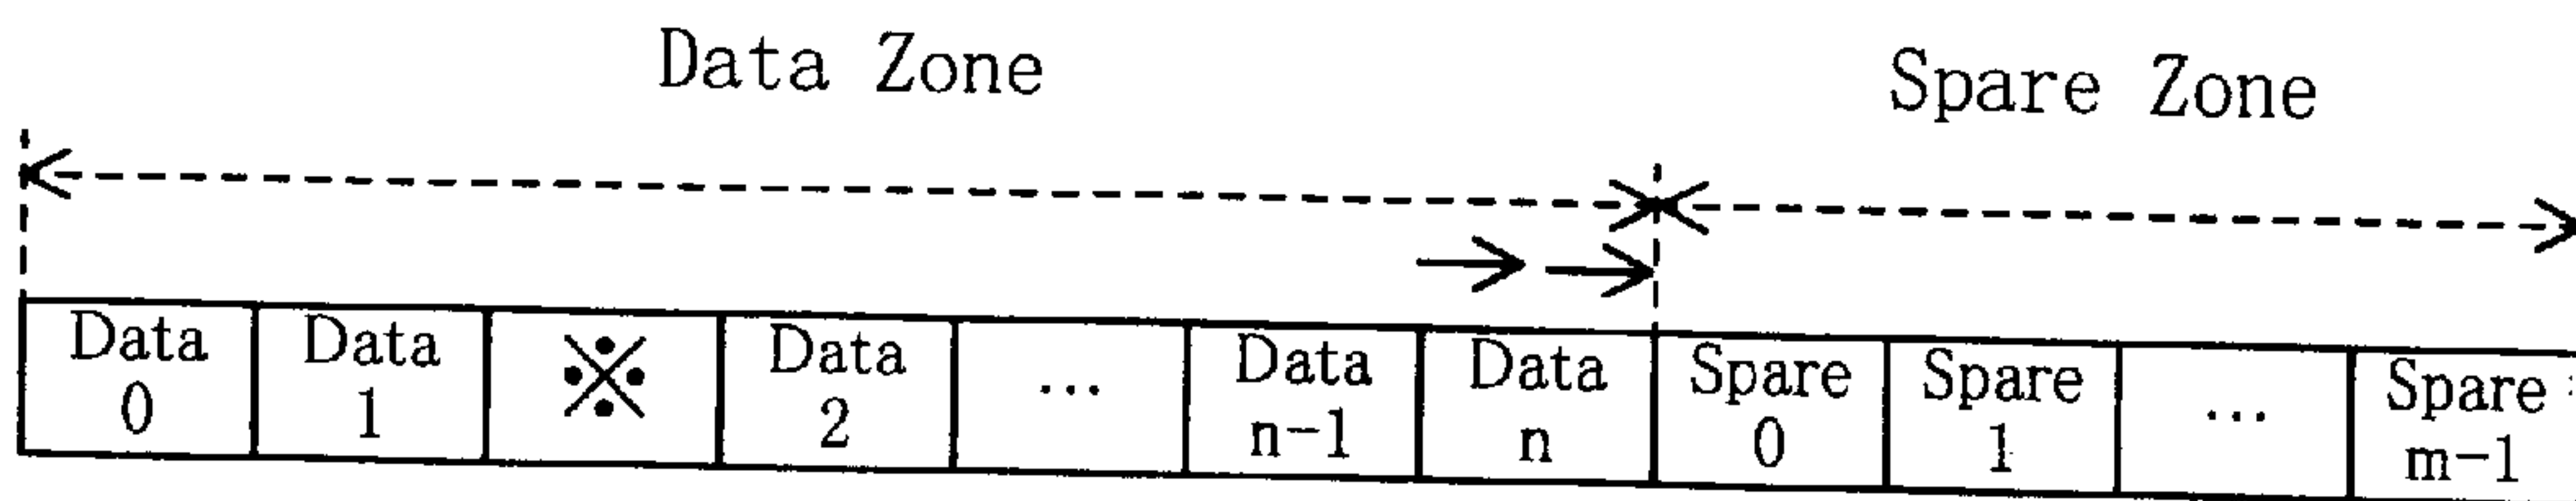 Data Zone
Spare Zone
Data 0
Data 1
※
Data 2
...
Data n-1
Data n
Spare 0
Spare 1
...
Spare m-1